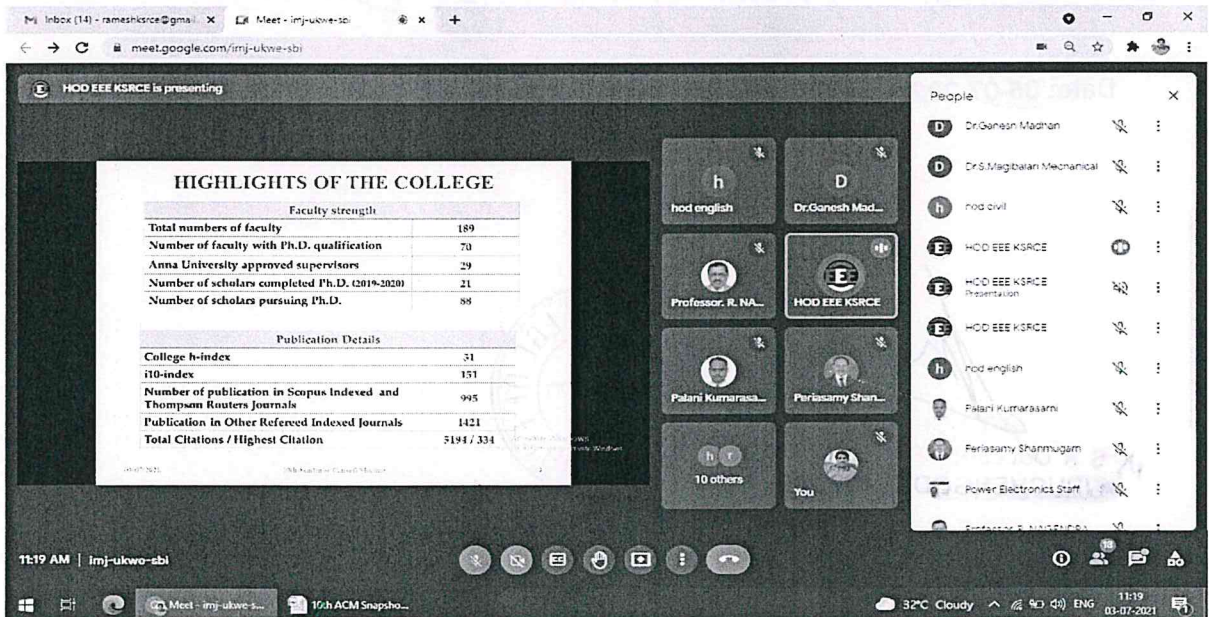 Inbox (14) - rameshksrce@gmail.
Meet - imj-ukwe-sbi
meet.google.com/imj-ukwe-sbi
HOD EEE KSRCE is presenting
HIGHLIGHTS OF THE COLLEGE
Faculty strength
Total numbers of faculty 189
Number of faculty with Ph.D. qualification 70
Anna University approved supervisors 29
Number of scholars completed Ph.D. (2019-2020) 21
Number of scholars pursuing Ph.D. 88
Publication Details
College h-index 31
i10-index 151
Number of publication in Scopus Indexed and
Thompson Routers Journals 995
Publication in Other Refereed Indexed Journals 1421
Total Citations / Highest Citation 5194 / 334
h
hod english
D
Dr.Ganesh Mad...
Professor. R. NA...
HOD EEE KSRCE
Palani Kumarasa...
Periasamy Shan...
h r
10 others
You
People
D Dr.Ganesh Madhan
D Dr.S.Magibalan Mechanical
h hod civil
HOD EEE KSRCE
HOD EEE KSRCE
Presentation
HOD EEE KSRCE
h hod english
Palani Kumarasami
Periasamy Shanmugam
Power Electronics Staff
Professor R. NAGENDRA
11:19 AM | imj-ukwe-sbi
18
Meet - imj-ukwe-s...
10th ACM Snapsho...
32°C Cloudy
ENG
11:19
03-07-2021